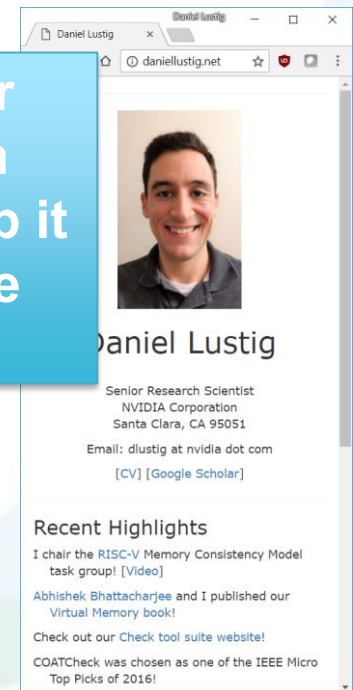 Daniel Lustig
Daniel Lustig
daniellustig.net
it
Daniel Lustig
Senior Research Scientist
NVIDIA Corporation
Santa Clara, CA 95051
Email: dlustig at nvidia dot com
[CV] [Google Scholar]
Recent Highlights
I chair the RISC-V Memory Consistency Model
task group! [Video]
Abhishek Bhattacharjee and I published our
Virtual Memory book!
Check out our Check tool suite website!
COATCheck was chosen as one of the IEEE Micro
Top Picks of 2016!